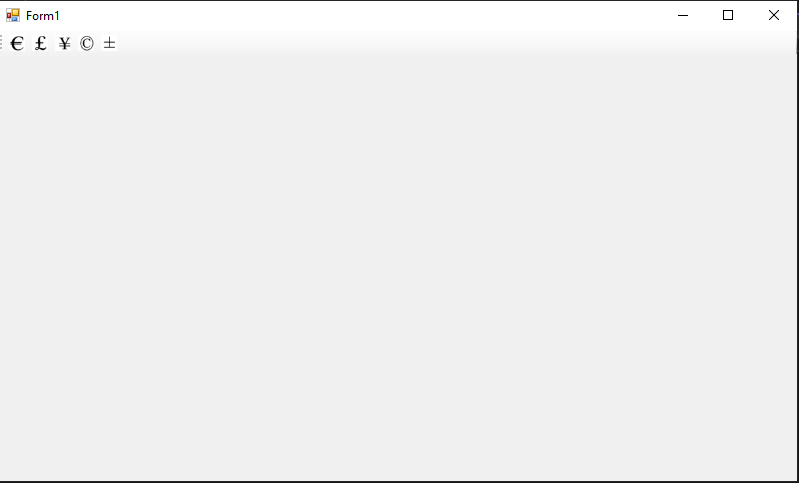 Form1
€ £ ¥ © ±